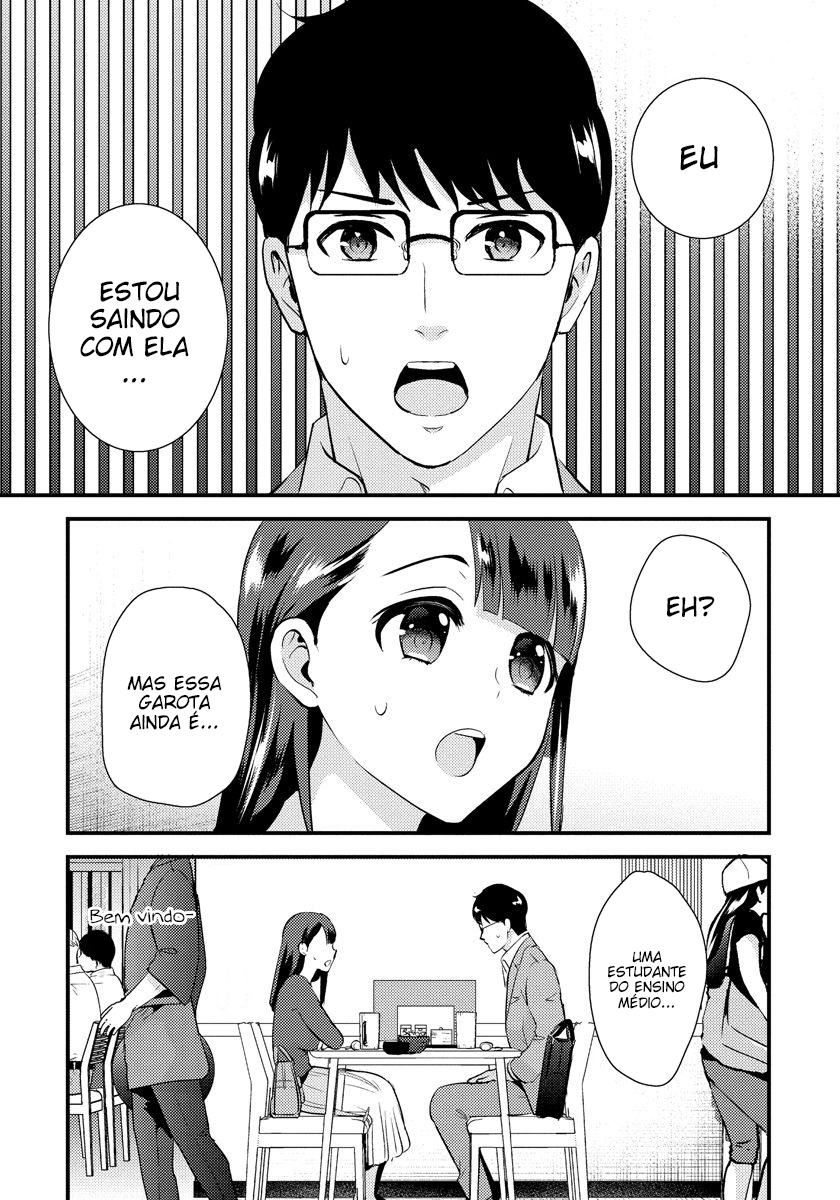 EU
ESTOU
SAINDO
COM ELA
...
EH?
MAS ESSA
GAROTA
AINDA É...
UMA
ESTUDANTE
DO ENSINO
MÉDIO...
Bem vindo-